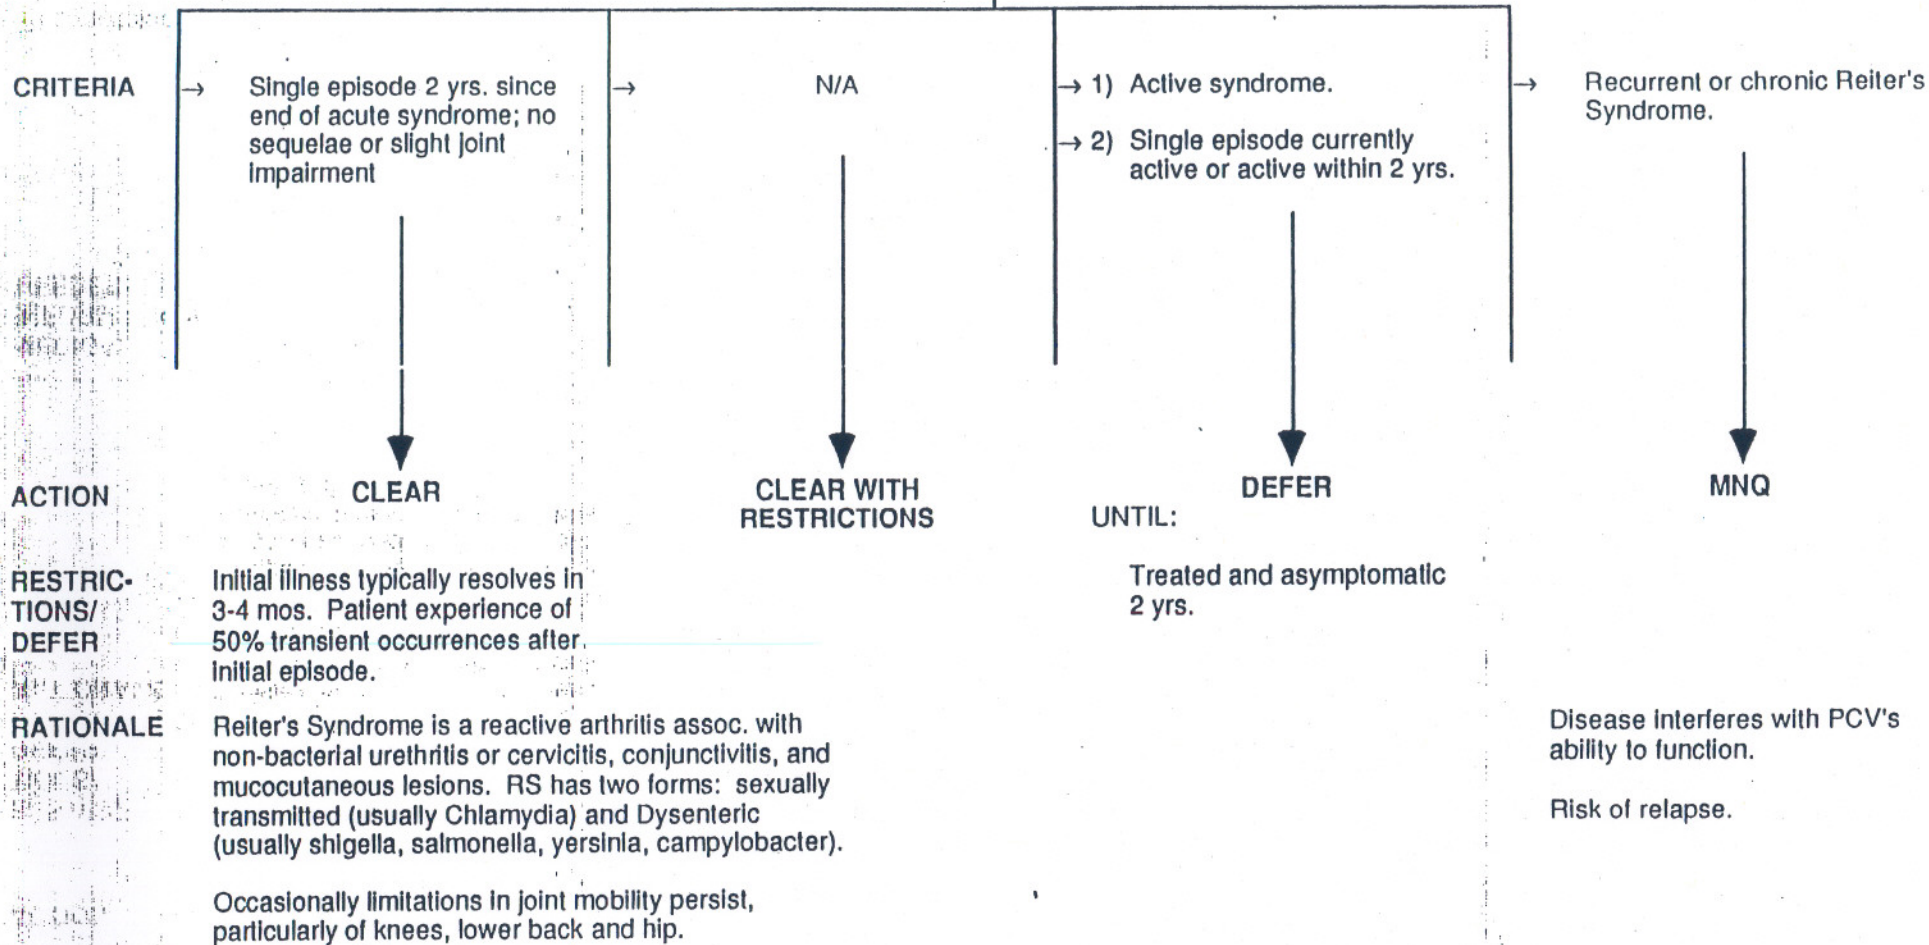 CRITERIA
→ Single episode 2 yrs. since
end of acute syndrome; no
sequelae or slight joint
impairment
→ N/A
→ 1) Active syndrome.
→ 2) Single episode currently
active or active within 2 yrs.
→ Recurrent or chronic Reiter's
Syndrome.
ACTION
CLEAR
CLEAR WITH
RESTRICTIONS
DEFER
UNTIL:
MNQ
RESTRIC-
TIONS/
DEFER
Initial illness typically resolves in
3-4 mos. Patient experience of
50% transient occurrences after
initial episode.
Treated and asymptomatic
2 yrs.
RATIONALE
Reiter's Syndrome is a reactive arthritis assoc. with
non-bacterial urethritis or cervicitis, conjunctivitis, and
mucocutaneous lesions. RS has two forms: sexually
transmitted (usually Chlamydia) and Dysenteric
(usually shigella, salmonella, yersinia, campylobacter).
Occasionally limitations in joint mobility persist,
particularly of knees, lower back and hip.
Disease interferes with PCV's
ability to function.
Risk of relapse.